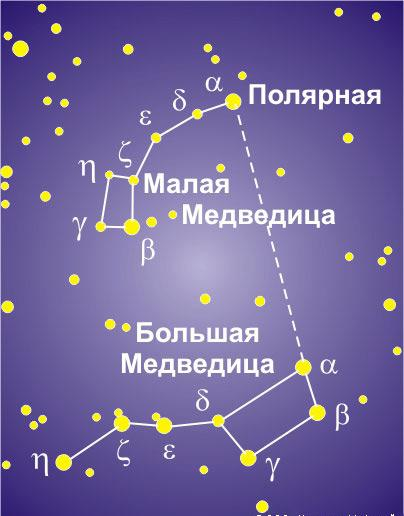 α
Полярная
δ
ε
ζ
η
Малая
Медведица
γ
β
Большая
Медведица
α
δ
β
ζ
ε
η
γ